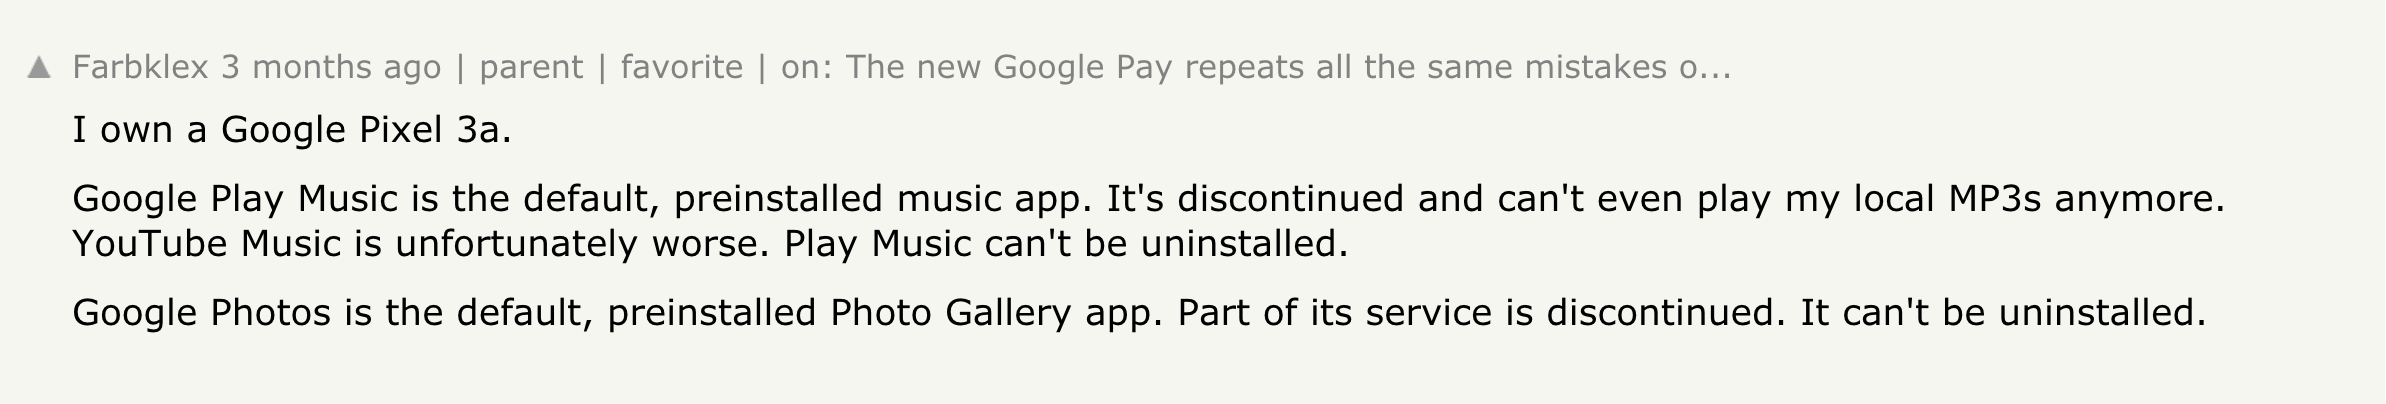 ▲ Farbklex 3 months ago | parent | favorite | on: The new Google Pay repeats all the same mistakes o...
I own a Google Pixel 3a.
Google Play Music is the default, preinstalled music app. It's discontinued and can't even play my local MP3s anymore.
YouTube Music is unfortunately worse. Play Music can't be uninstalled.
Google Photos is the default, preinstalled Photo Gallery app. Part of its service is discontinued. It can't be uninstalled.